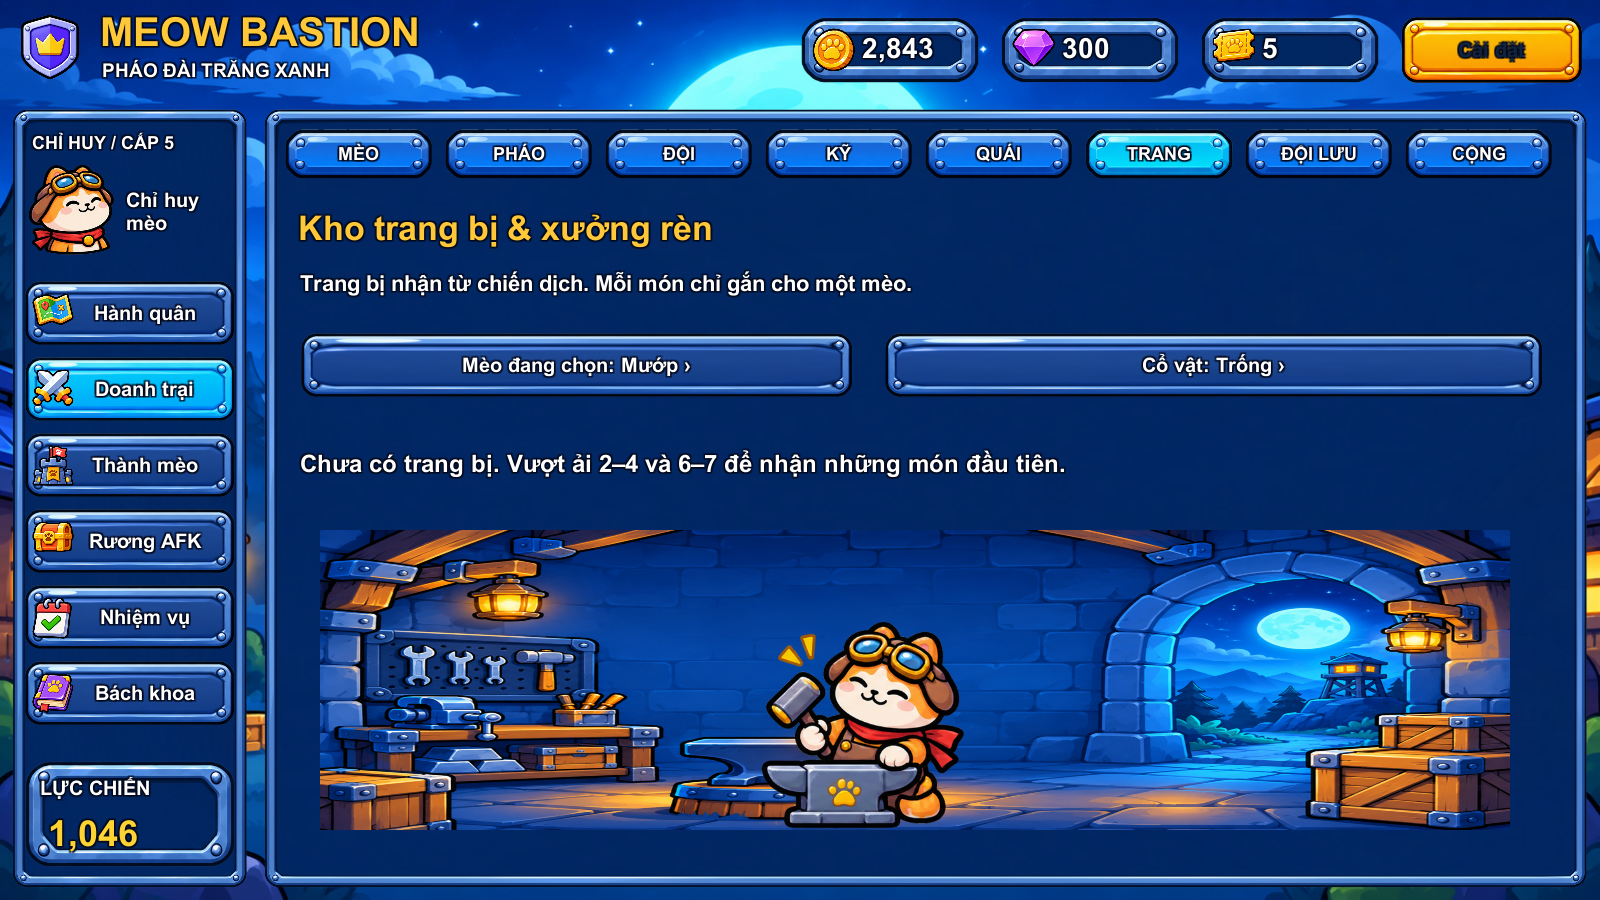 MEOW BASTION
PHÁO ĐÀI TRĂNG XANH
2,843
300
5
Cài đặt
CHỈ HUY / CẤP 5
Chỉ huy
mèo
Hành quân
Doanh trại
Thành mèo
Rương AFK
Nhiệm vụ
Bách khoa
LỰC CHIẾN
1,046
MÈO
PHÁO
ĐỘI
KỸ
QUÁI
TRANG
ĐỘI LƯU
CỘNG
Kho trang bị & xưởng rèn
Trang bị nhận từ chiến dịch. Mỗi món chỉ gắn cho một mèo.
Mèo đang chọn: Mướp ›
Cổ vật: Trống ›
Chưa có trang bị. Vượt ải 2–4 và 6–7 để nhận những món đầu tiên.